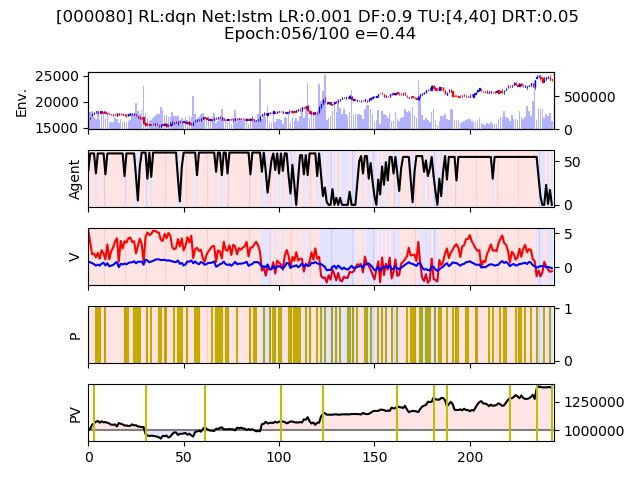 [000080] RL:dqn Net:lstm LR:0.001 DF:0.9 TU:[4,40] DRT:0.05
Epoch:056/100 e=0.44
Env.
25000
20000
15000
500000
0
Agent
50
0
V
5
0
P
1
0
PV
1250000
1000000
0
50
100
150
200